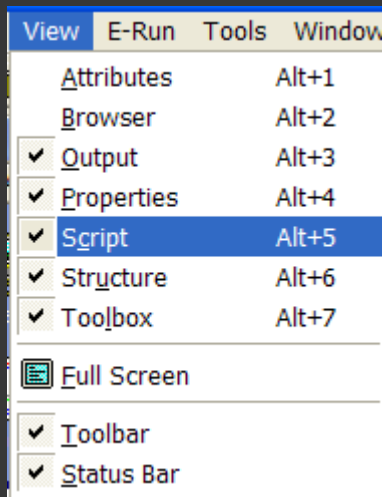 View E-Run Tools Window
Attributes Alt+1
Browser Alt+2
Output Alt+3
Properties Alt+4
Script Alt+5
Structure Alt+6
Toolbox Alt+7
Full Screen
Toolbar
Status Bar